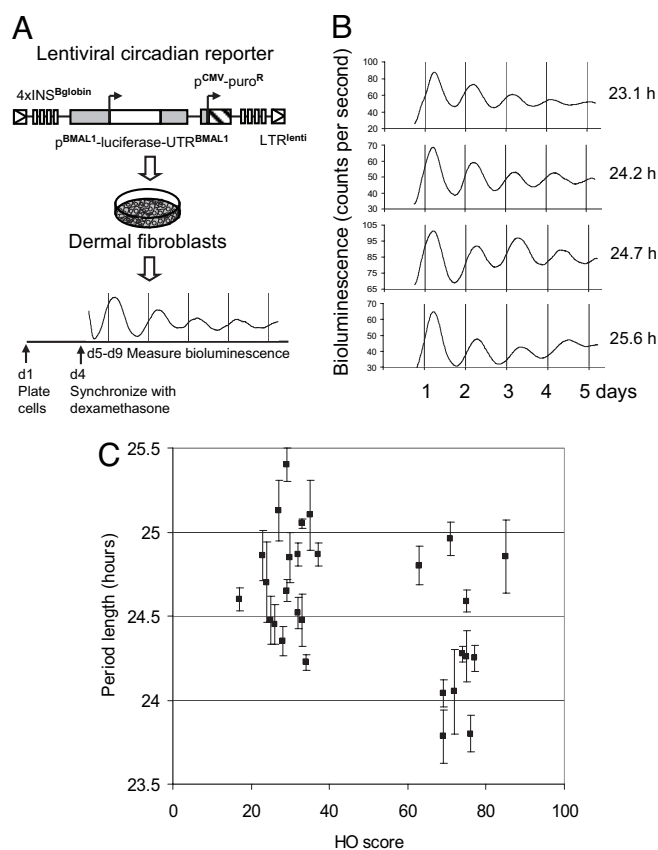 A
Lentiviral circadian reporter
4xINS^Bglobin
p^CMV-puro^R
p^BMAL1-luciferase-UTR^BMAL1
LTR^lenti
Dermal fibroblasts
d5-d9 Measure bioluminescence
d1
Plate
cells
d4
Synchronize with
dexamethasone
B
Bioluminescence (counts per second)
100
80
60
40
20
23.1 h
70
60
50
40
30
24.2 h
105
95
85
75
65
24.7 h
70
60
50
40
30
25.6 h
1 2 3 4 5 days
C
Period length (hours)
25.5
25
24.5
24
23.5
0 20 40 60 80 100
HO score